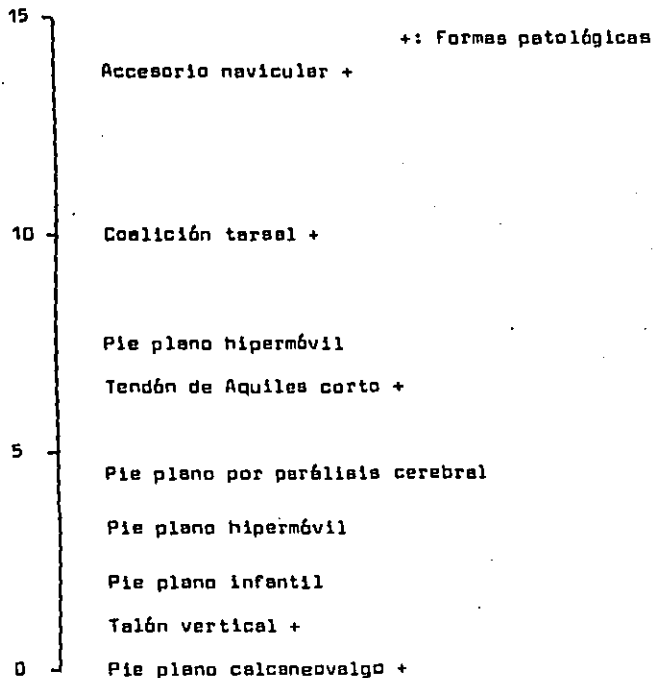 15
+: Formas patológicas
Accesorio navicular +
10
Coalición tarsal +
Pie plano hipermóvil
Tendón de Aquiles corto +
5
Pie plano por parálisis cerebral
Pie plano hipermóvil
Pie plano infantil
Talón vertical +
0
Pie plano calcaneovalgo +